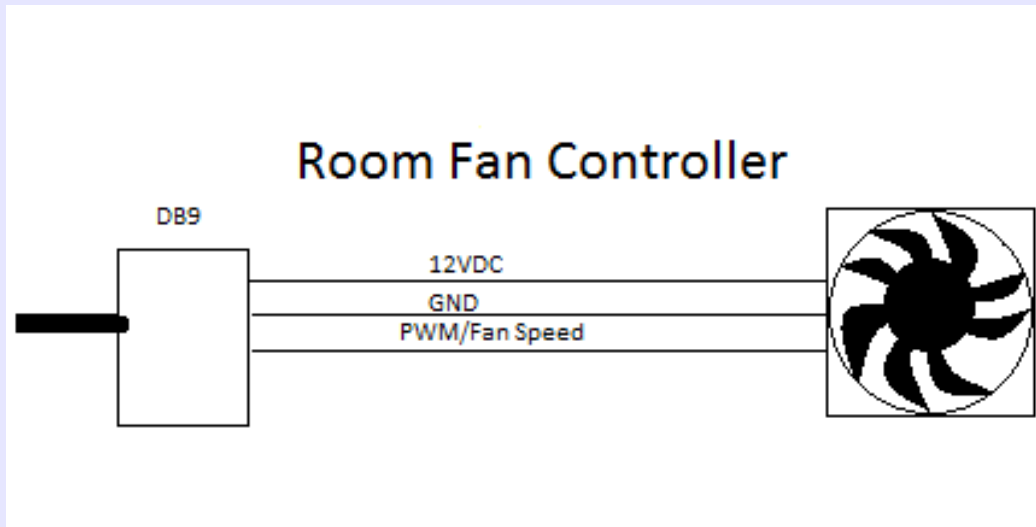 Room Fan Controller
DB9
12VDC
GND
PWM/Fan Speed